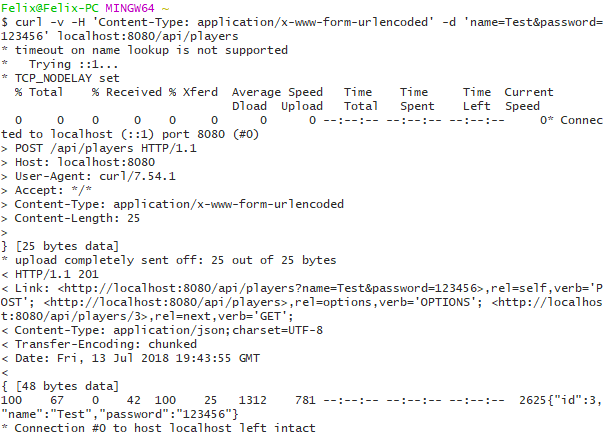 Felix@Felix-PC MINGW64 ~
$ curl -v -H 'Content-Type: application/x-www-form-urlencoded' -d 'name=Test&password=
123456' localhost:8080/api/players
* timeout on name lookup is not supported
*   Trying ::1...
* TCP_NODELAY set
  % Total    % Received % Xferd  Average Speed   Time    Time     Time  Current
                                 Dload  Upload   Total   Spent    Left  Speed
  0     0    0     0    0     0      0      0 --:--:-- --:--:-- --:--:--     0* Connec
ted to localhost (::1) port 8080 (#0)
> POST /api/players HTTP/1.1
> Host: localhost:8080
> User-Agent: curl/7.54.1
> Accept: */*
> Content-Type: application/x-www-form-urlencoded
> Content-Length: 25
>
} [25 bytes data]
* upload completely sent off: 25 out of 25 bytes
< HTTP/1.1 201
< Link: <http://localhost:8080/api/players?name=Test&password=123456>,rel=self,verb='P
OST'; <http://localhost:8080/api/players>,rel=options,verb='OPTIONS'; <http://localhos
t:8080/api/players/3>,rel=next,verb='GET';
< Content-Type: application/json;charset=UTF-8
< Transfer-Encoding: chunked
< Date: Fri, 13 Jul 2018 19:43:55 GMT
<
{ [48 bytes data]
100    67    0    42  100    25   1312    781 --:--:-- --:--:-- --:--:--  2625{"id":3,
"name":"Test","password":"123456"}
* Connection #0 to host localhost left intact